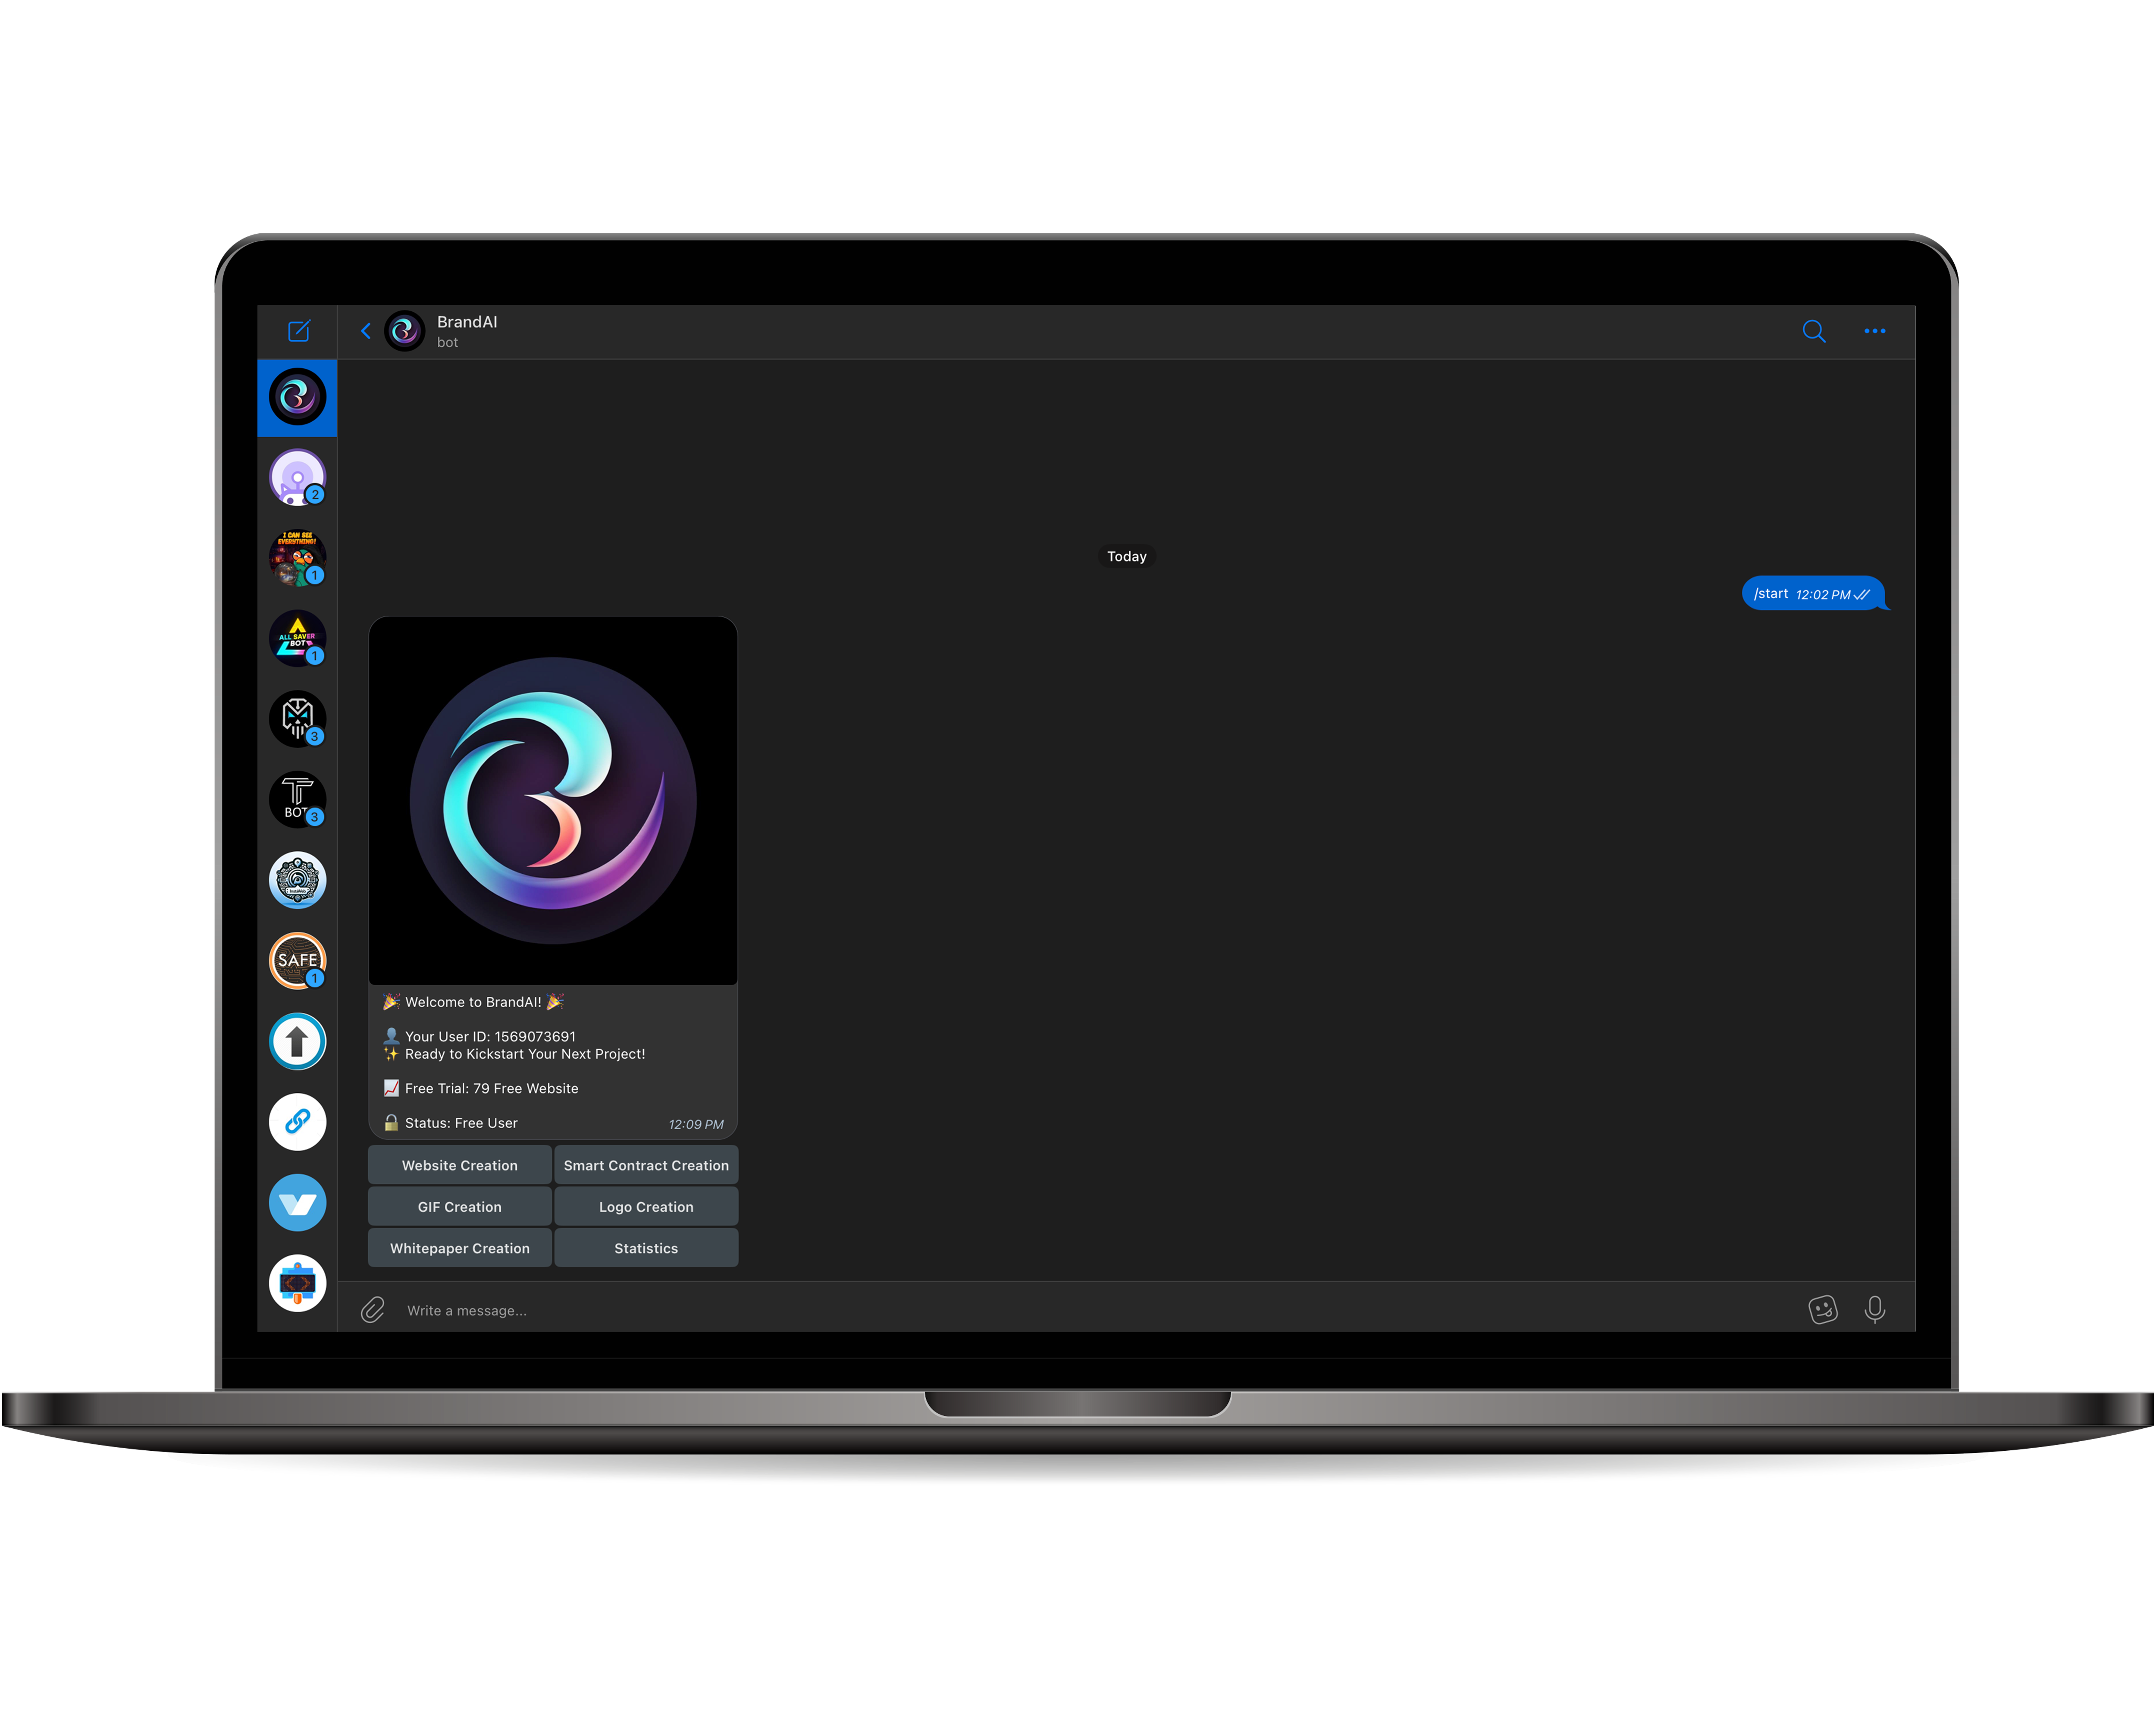 BrandAI
bot
2
I CAN SEE
EVERYTHING!
1
ALL SAVER
BOT
1
3
BOT
3
SAFE
1
Today
/start 12:02 PM
🎉 Welcome to BrandAI! 🎉
👤 Your User ID: 1569073691
✨ Ready to Kickstart Your Next Project!
📈 Free Trial: 79 Free Website
🔓 Status: Free User 12:09 PM
Website Creation
Smart Contract Creation
GIF Creation
Logo Creation
Whitepaper Creation
Statistics
Write a message...